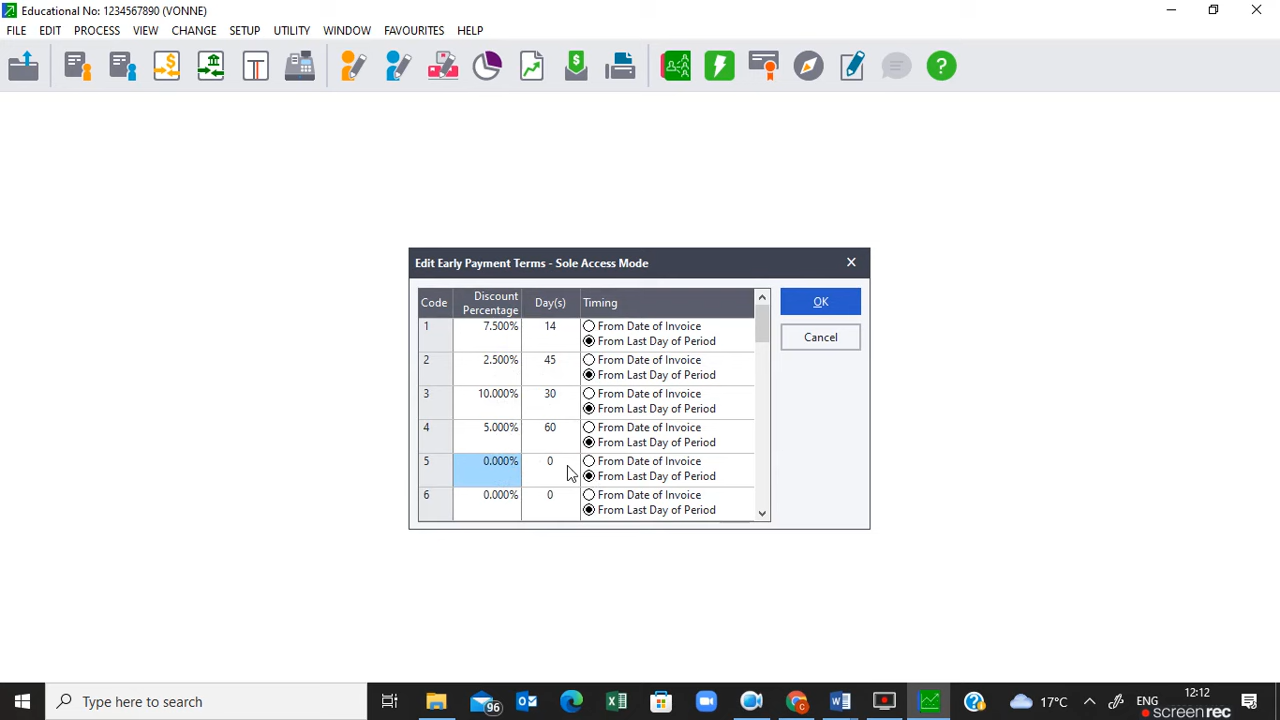 Educational No: 1234567890 (VONNE)
FILE EDIT PROCESS VIEW CHANGE SETUP UTILITY WINDOW FAVOURITES HELP
Edit Early Payment Terms - Sole Access Mode
Code Discount Percentage Day(s) Timing
1 7.500% 14 From Date of Invoice
From Last Day of Period
2 2.500% 45 From Date of Invoice
From Last Day of Period
3 10.000% 30 From Date of Invoice
From Last Day of Period
4 5.000% 60 From Date of Invoice
From Last Day of Period
5 0.000% 0 From Date of Invoice
From Last Day of Period
6 0.000% 0 From Date of Invoice
From Last Day of Period
OK
Cancel
Type here to search
96
17°C
ENG
12:12
screenrec